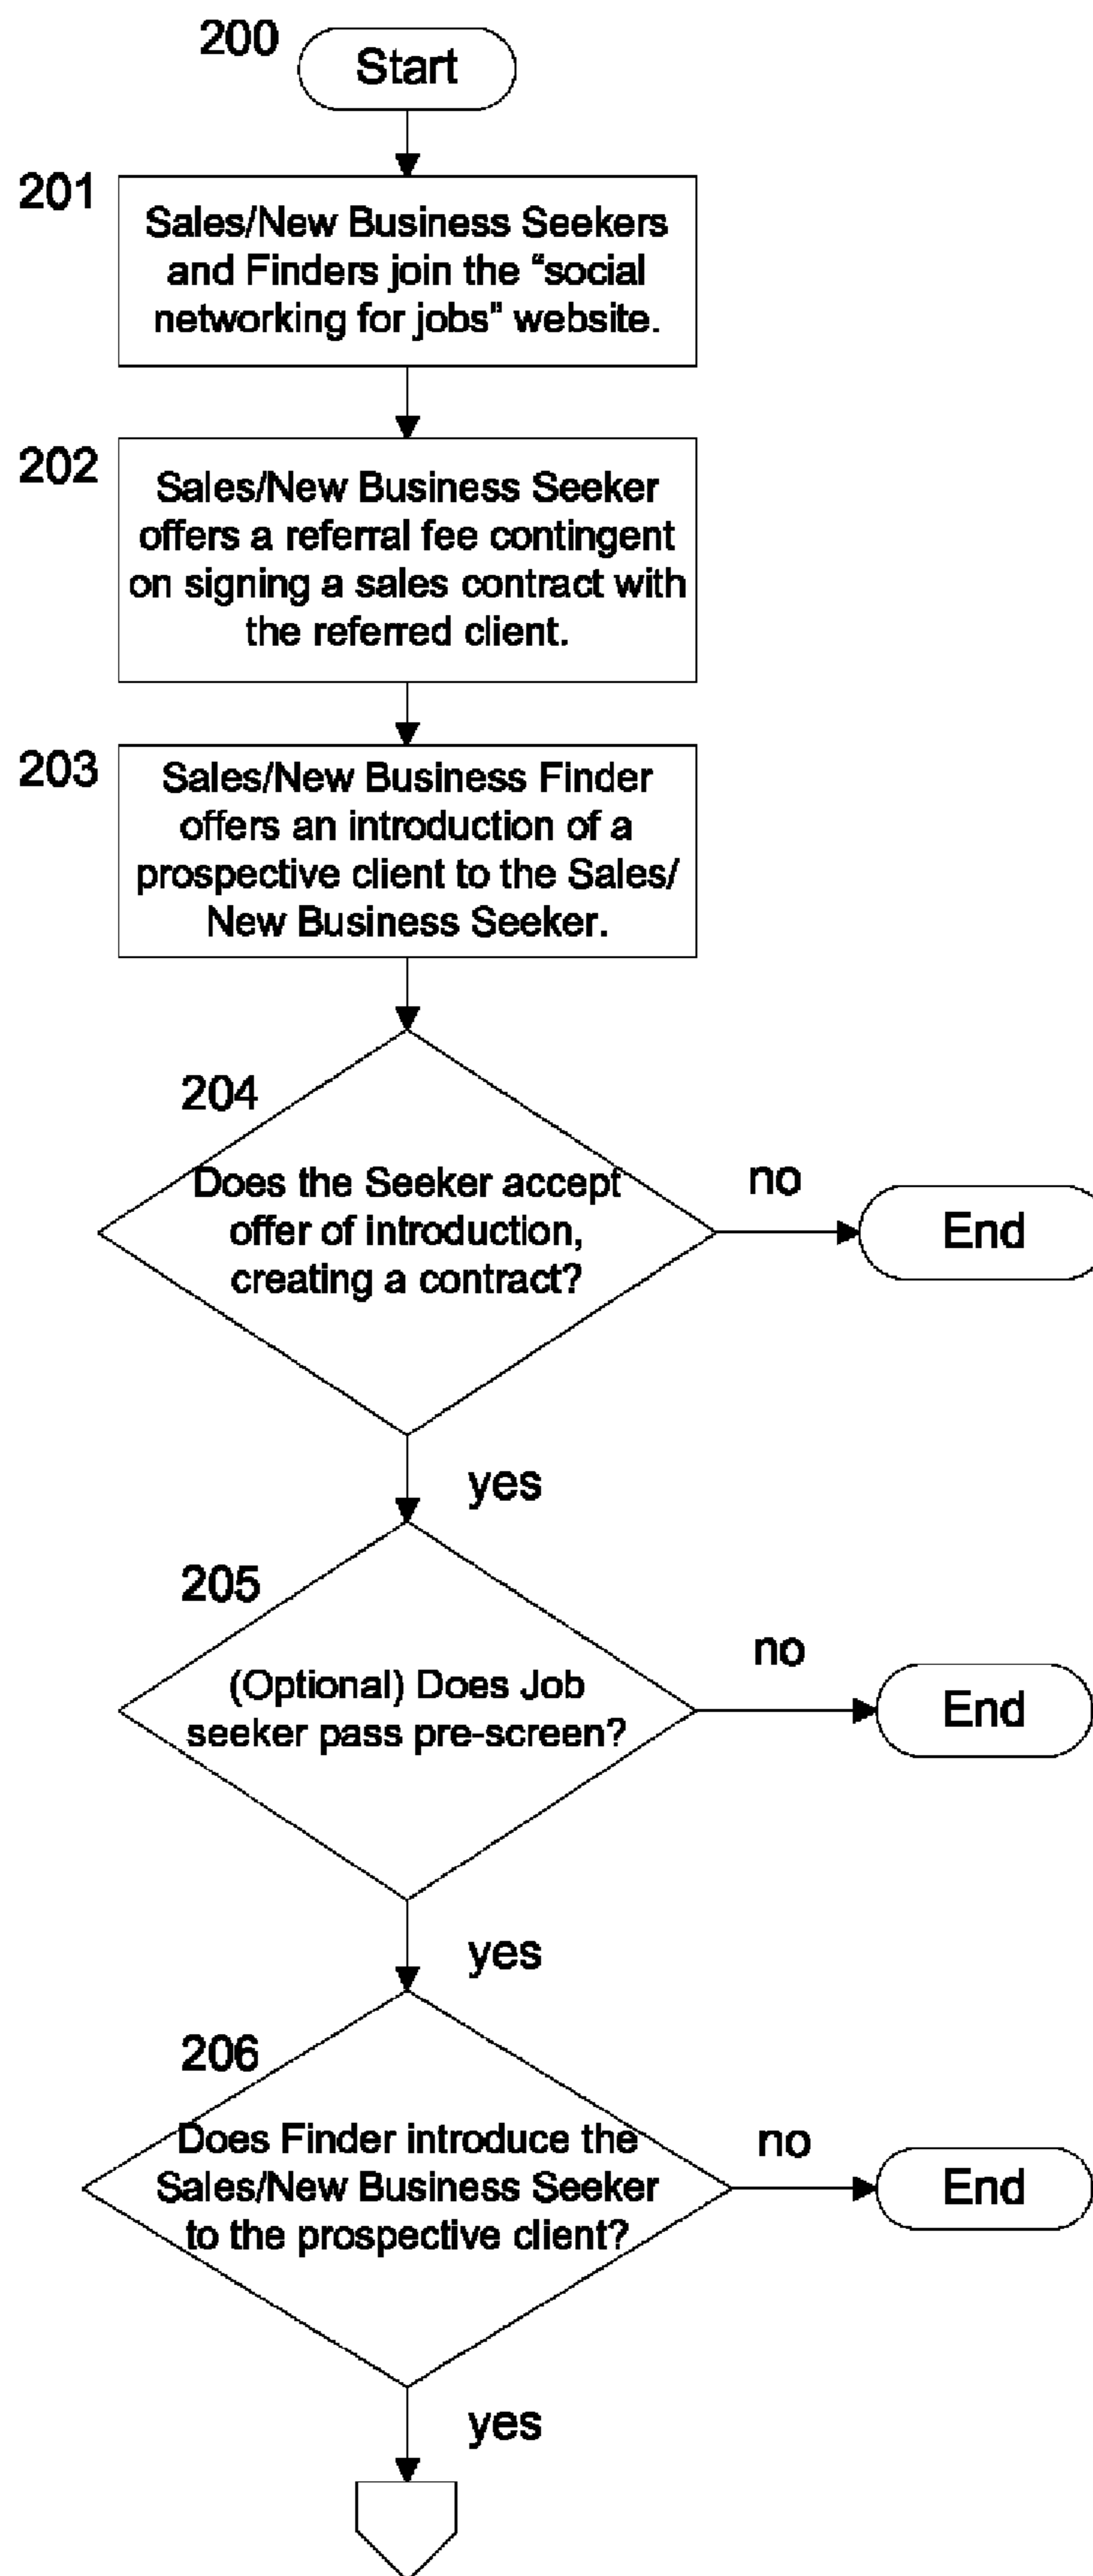 200
Start
201
Sales/New Business Seekers
and Finders join the “social
networking for jobs” website.
202
Sales/New Business Seeker
offers a referral fee contingent
on signing a sales contract with
the referred client.
203
Sales/New Business Finder
offers an introduction of a
prospective client to the Sales/
New Business Seeker.
204
Does the Seeker accept
offer of introduction,
creating a contract?
no
End
yes
205
(Optional) Does Job
seeker pass pre-screen?
no
End
yes
206
Does Finder introduce the
Sales/New Business Seeker
to the prospective client?
no
End
yes